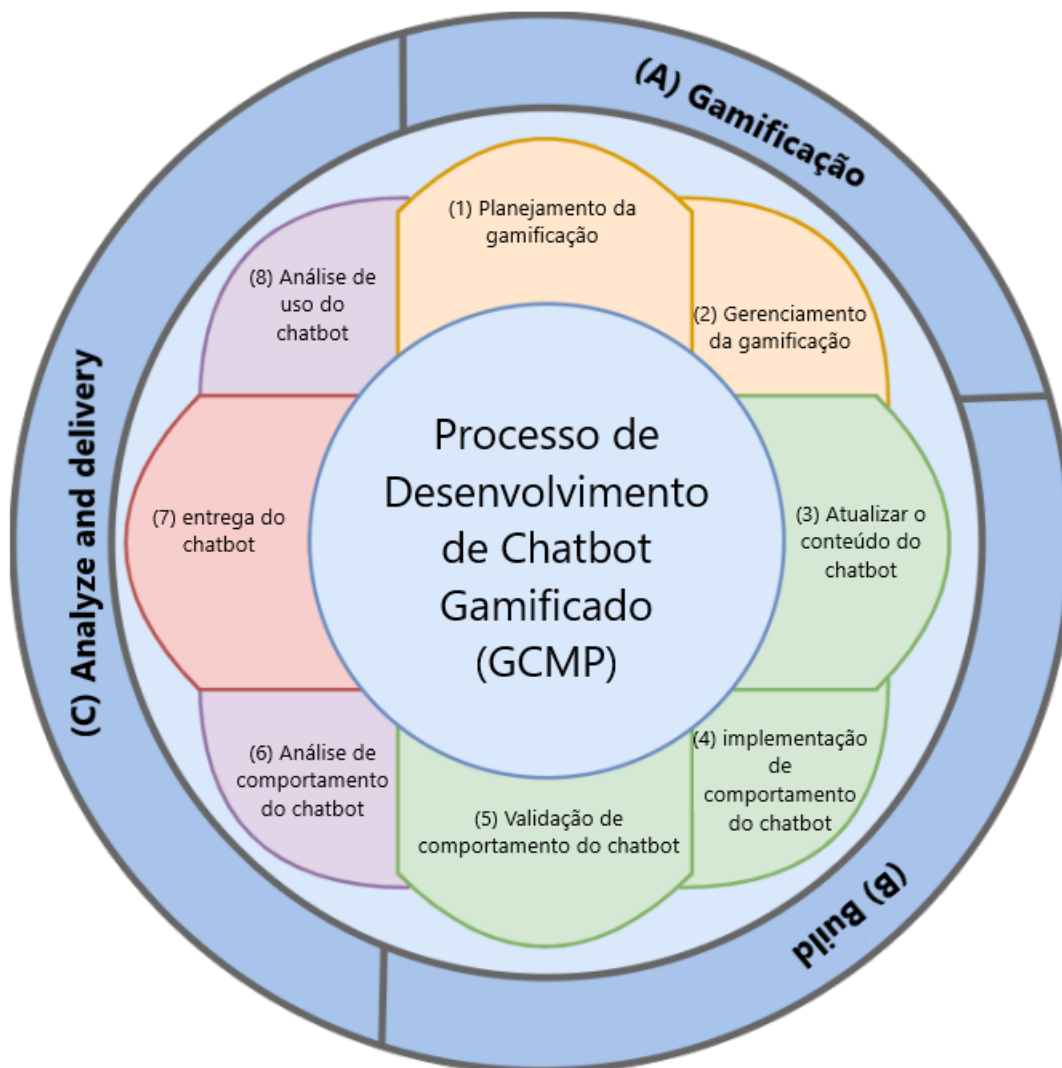 (A) Gamificação
(1) Planejamento da
gamificação
(2) Gerenciamento
da gamificação
(3) Atualizar o
conteúdo do
chatbot
(4) implementação
de
comportamento
do chatbot
(B) Build
(5) Validação de
comportamento do chatbot
(6) Análise de
comportamento
do chatbot
(7) entrega do
chatbot
(8) Análise de
uso do
chatbot
(C) Analyze and delivery
Processo de
Desenvolvimento
de Chatbot
Gamificado
(GCMP)